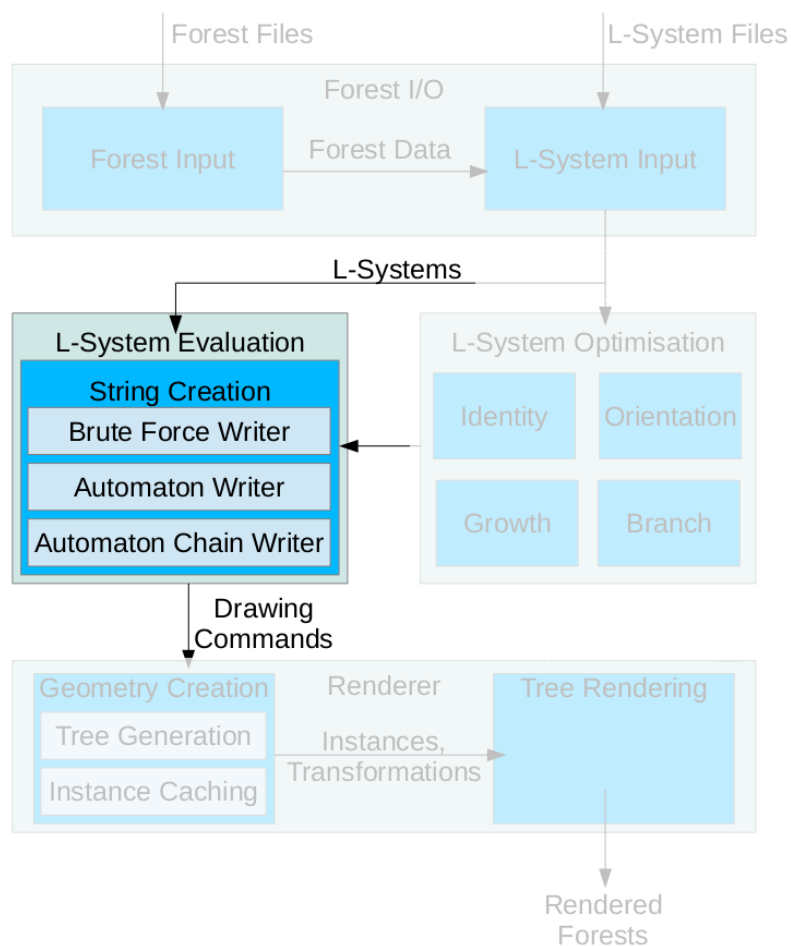 Forest Files
L-System Files
Forest I/O
Forest Input
Forest Data
L-System Input
L-Systems
L-System Evaluation
String Creation
Brute Force Writer
Automaton Writer
Automaton Chain Writer
L-System Optimisation
Identity
Orientation
Growth
Branch
Drawing
Commands
Geometry Creation
Tree Generation
Instance Caching
Renderer
Instances,
Transformations
Tree Rendering
Rendered
Forests